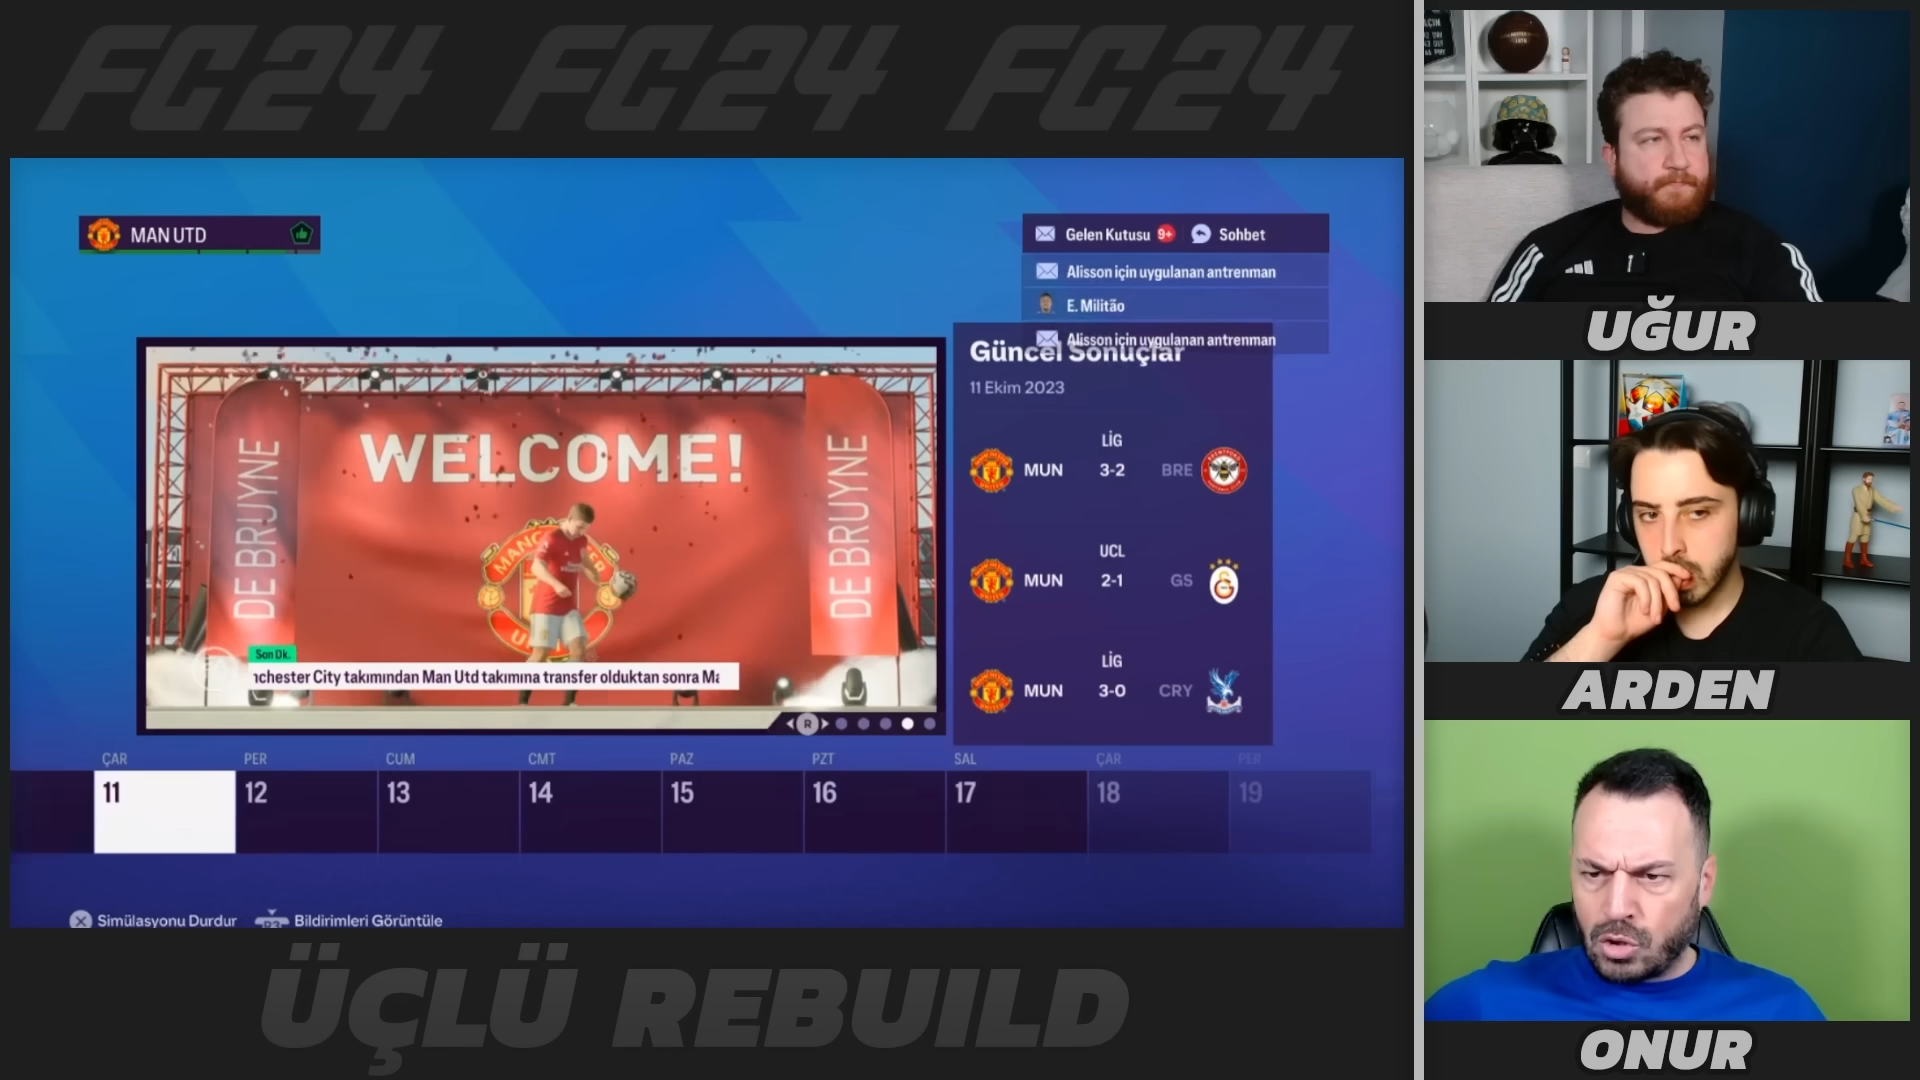 FC24 FC24 FC24
MAN UTD
Gelen Kutusu 9+ Sohbet
Alisson için uygulanan antrenman
E. Militão
Alisson için uygulanan antrenman
Güncel Sonuçlar
11 Ekim 2023
LİG
MUN 3-2 BRE
UCL
MUN 2-1 GS
LİG
MUN 3-0 CRY
WELCOME!
DE BRUYNE
DE BRUYNE
Son Dk.
nchester City takımından Man Utd takımına transfer olduktan sonra Ma
R
ÇAR PER CUM CMT PAZ PZT SAL ÇAR PER
11 12 13 14 15 16 17 18 19
Simülasyonu Durdur Bildirimleri Görüntüle
ÜÇLÜ REBUILD
UĞUR
ARDEN
ONUR